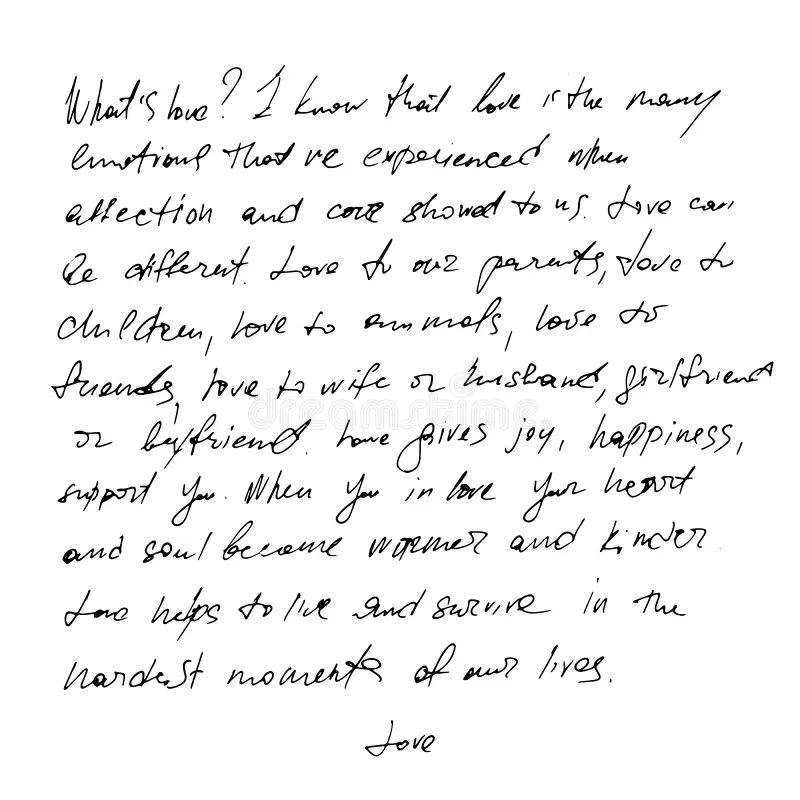 What's love? I know that love is the many
emotions that 've experienced when
affection and care showed to us. Love can
be different. Love to our parents, love to
children, love to animals, love to
friends, love to wife or husband, girlfriend
or boyfriend. Love gives joy, happiness,
support you. When you in love your heart
and soul become warmer and kinder.
Love helps to live and survive in the
hardest moments of our lives.
Love
dreamstime